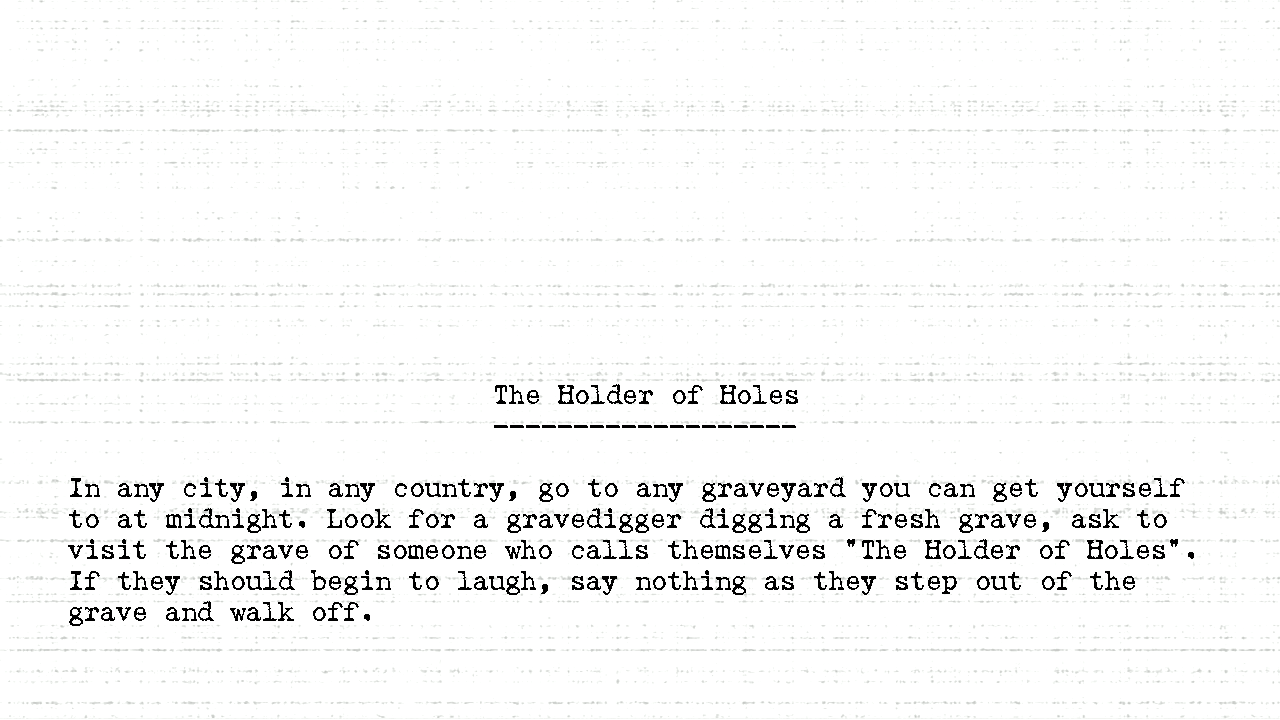 The Holder of Holes
-------------------
In any city, in any country, go to any graveyard you can get yourself
to at midnight. Look for a gravedigger digging a fresh grave, ask to
visit the grave of someone who calls themselves "The Holder of Holes".
If they should begin to laugh, say nothing as they step out of the
grave and walk off.